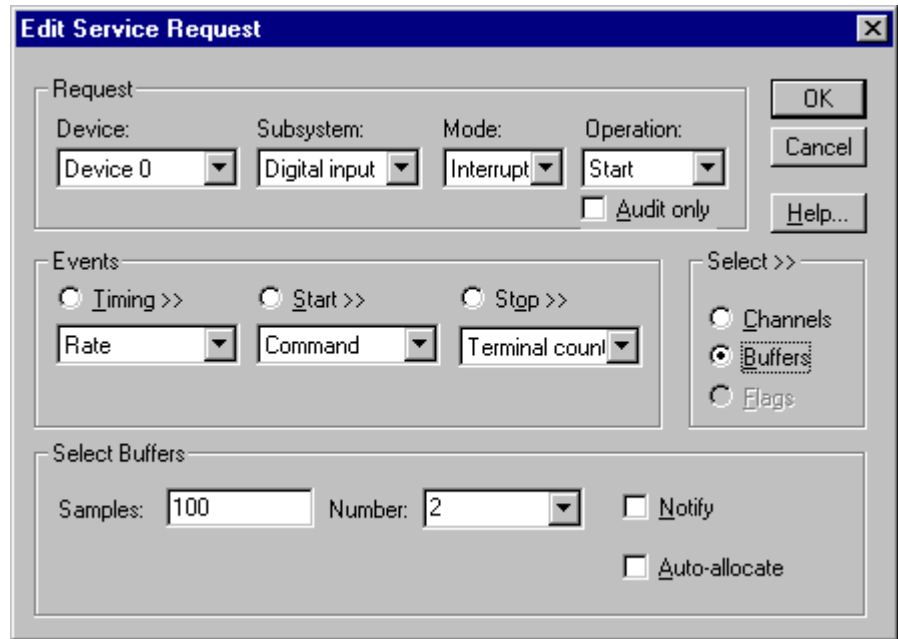 Edit Service Request
Request
OK
Device: Subsystem: Mode: Operation:
Device 0 Digital input Interrupt Start
Cancel
Audit only
Help...
Events
Select >>
Timing >> Start >> Stop >>
Channels
Rate Command Terminal count
Buffers
Flags
Select Buffers
Samples: 100 Number: 2 Notify
Auto-allocate